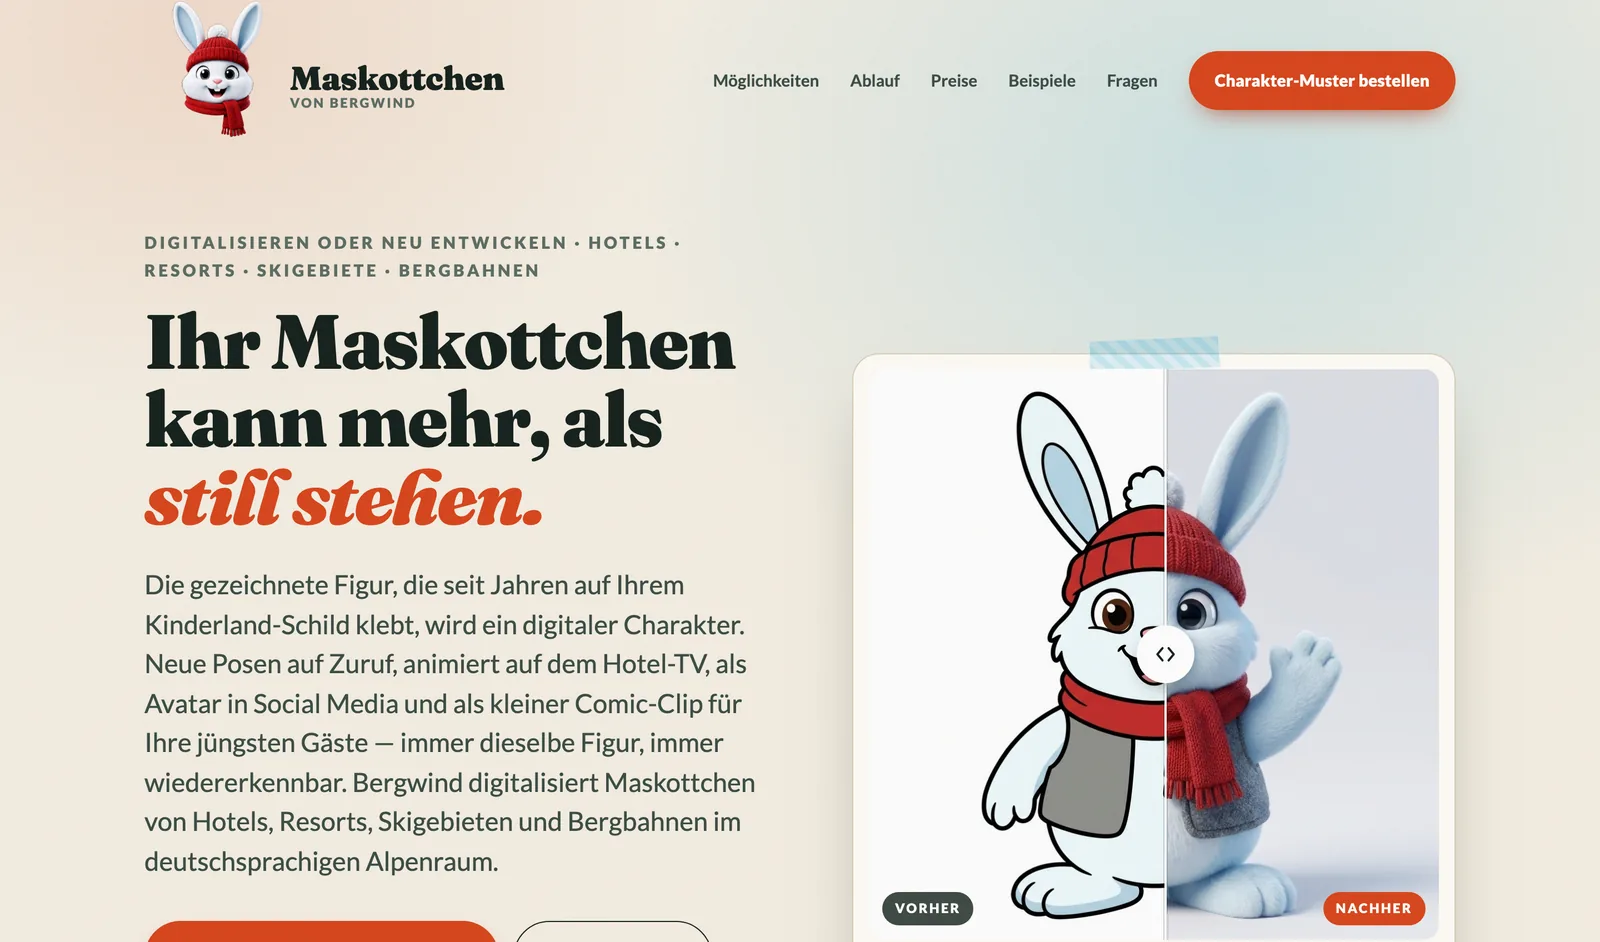 Maskottchen
VON BERGWIND
Möglichkeiten
Ablauf
Preise
Beispiele
Fragen
Charakter-Muster bestellen
DIGITALISIEREN ODER NEU ENTWICKELN · HOTELS ·
RESORTS · SKIGEBIETE · BERGBAHNEN
Ihr Maskottchen
kann mehr, als
still stehen.
Die gezeichnete Figur, die seit Jahren auf Ihrem
Kinderland-Schild klebt, wird ein digitaler Charakter.
Neue Posen auf Zuruf, animiert auf dem Hotel-TV, als
Avatar in Social Media und als kleiner Comic-Clip für
Ihre jüngsten Gäste — immer dieselbe Figur, immer
wiedererkennbar. Bergwind digitalisiert Maskottchen
von Hotels, Resorts, Skigebieten und Bergbahnen im
deutschsprachigen Alpenraum.
VORHER
NACHHER